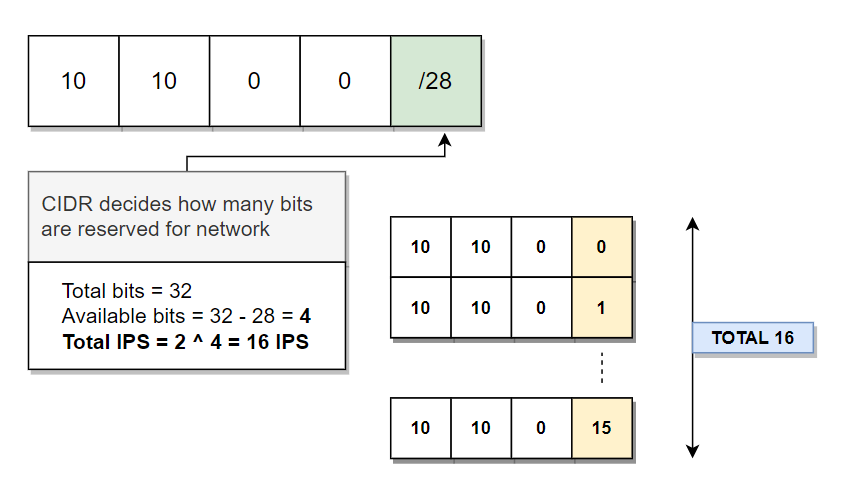 10 10 0 0 /28
CIDR decides how many bits
are reserved for network
Total bits = 32
Available bits = 32 - 28 = 4
Total IPS = 2 ^ 4 = 16 IPS
10 10 0 0
10 10 0 1
10 10 0 15
TOTAL 16